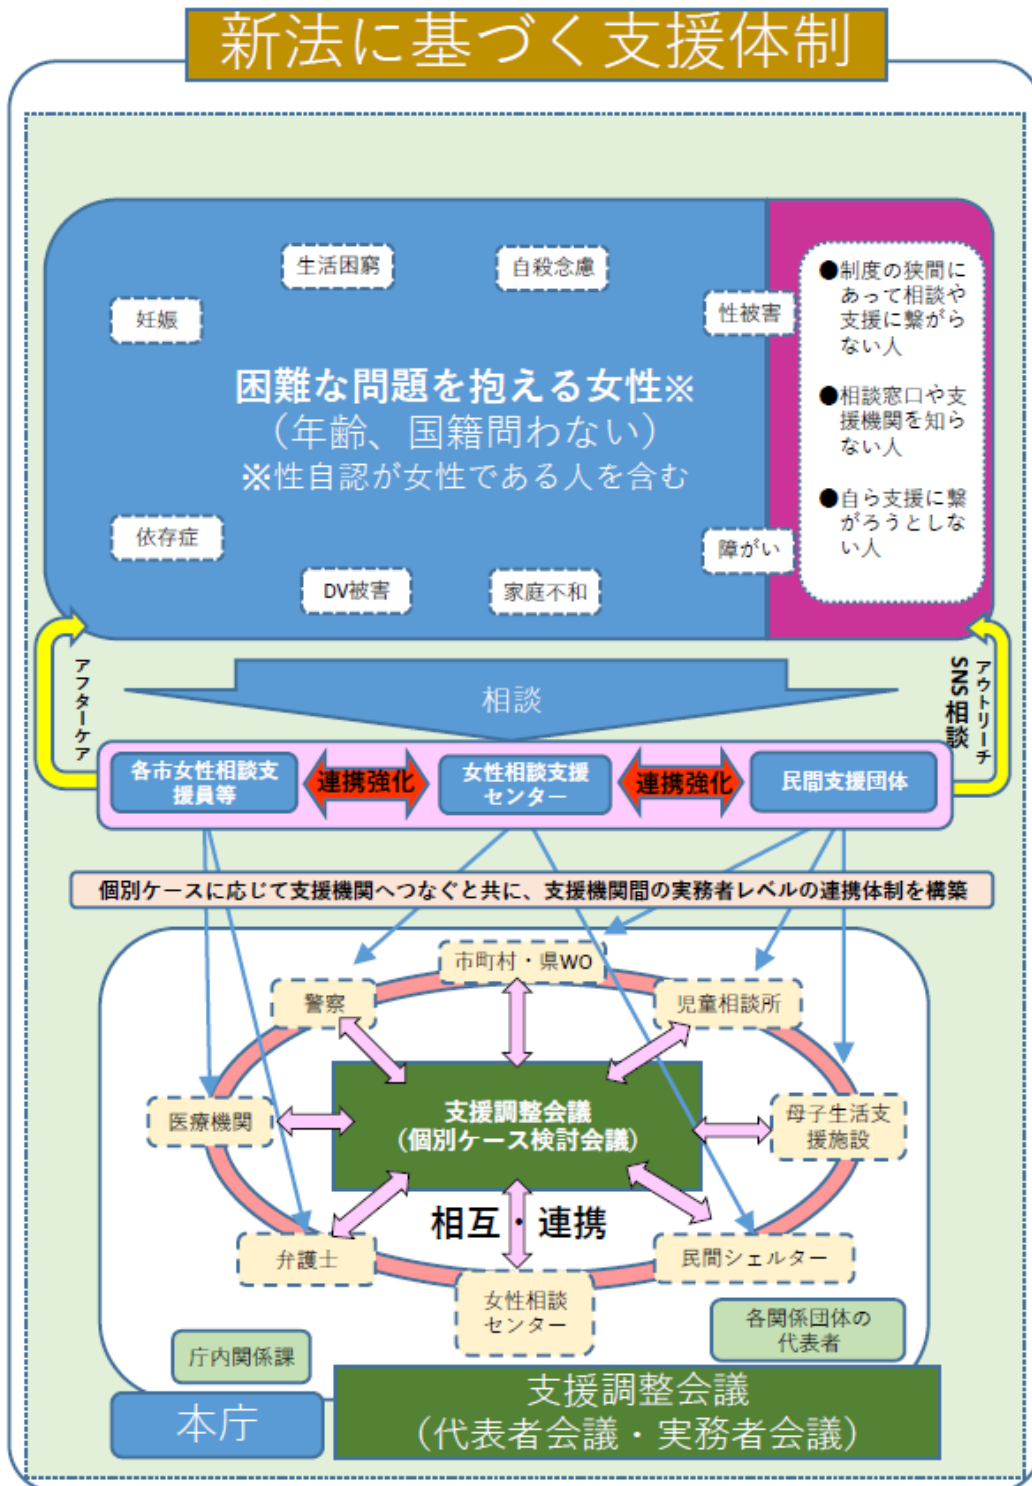 新法に基づく支援体制
生活困窮
自殺念慮
妊娠
性被害
困難な問題を抱える女性※
（年齢、国籍問わない）
※性自認が女性である人を含む
依存症
障がい
DV被害
家庭不和
●制度の狭間に
あって相談や
支援に繋がら
ない人
●相談窓口や支
援機関を知ら
ない人
●自ら支援に繋
がろうとしな
い人
アフターケア
相談
アウトリーチ
SNS相談
各市女性相談支
援員等
連携強化
女性相談支援
センター
連携強化
民間支援団体
個別ケースに応じて支援機関へつなぐと共に、支援機関間の実務者レベルの連携体制を構築
市町村・県WO
警察
児童相談所
医療機関
支援調整会議
（個別ケース検討会議）
母子生活支
援施設
相互・連携
弁護士
民間シェルター
女性相談
センター
各関係団体の
代表者
庁内関係課
本庁
支援調整会議
（代表者会議・実務者会議）